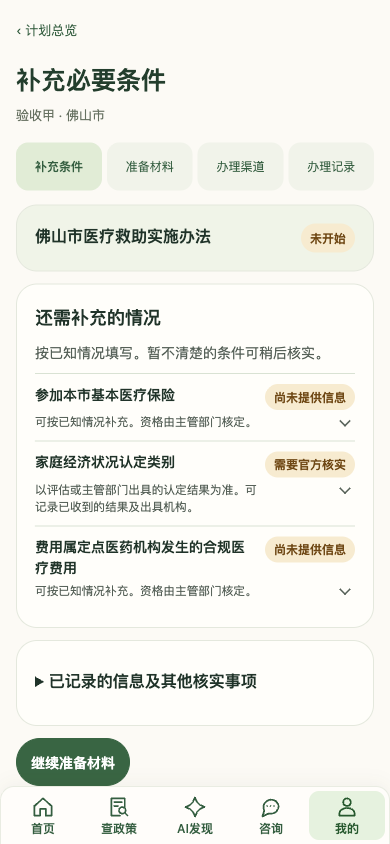 ‹ 计划总览
补充必要条件
验收甲 · 佛山市
补充条件
准备材料
办理渠道
办理记录
佛山市医疗救助实施办法
未开始
还需补充的情况
按已知情况填写。暂不清楚的条件可稍后核实。
参加本市基本医疗保险
尚未提供信息
可按已知情况补充。资格由主管部门核定。
家庭经济状况认定类别
需要官方核实
以评估或主管部门出具的认定结果为准。可
记录已收到的结果及出具机构。
费用属定点医药机构发生的合规医
疗费用
尚未提供信息
可按已知情况补充。资格由主管部门核定。
已记录的信息及其他核实事项
继续准备材料
首页
查政策
AI发现
咨询
我的